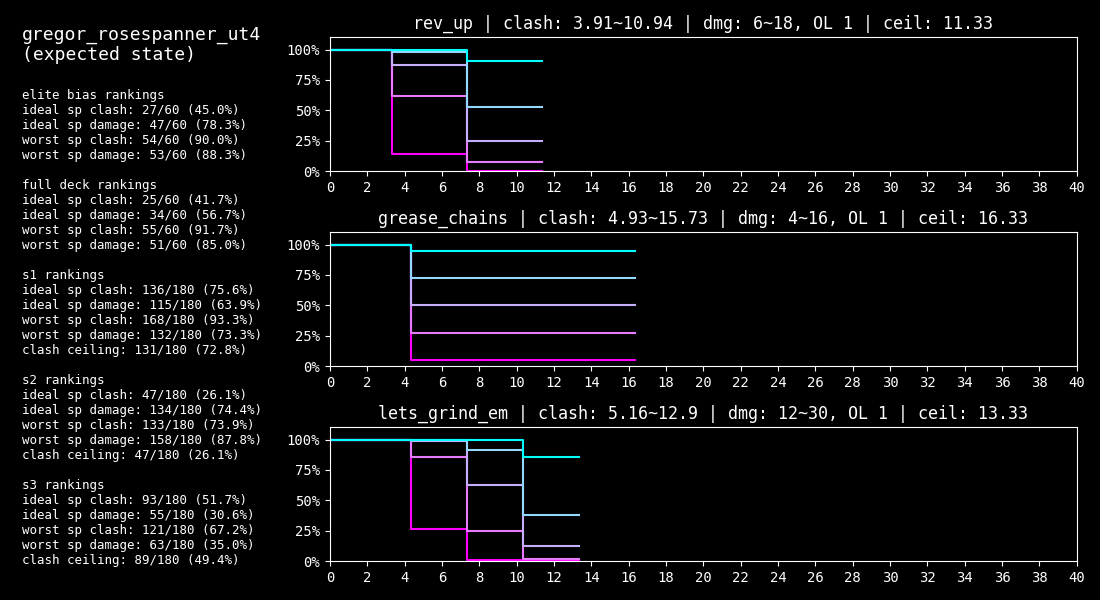 gregor_rosespanner_ut4
(expected state)
elite bias rankings
ideal sp clash: 27/60 (45.0%)
ideal sp damage: 47/60 (78.3%)
worst sp clash: 54/60 (90.0%)
worst sp damage: 53/60 (88.3%)
full deck rankings
ideal sp clash: 25/60 (41.7%)
ideal sp damage: 34/60 (56.7%)
worst sp clash: 55/60 (91.7%)
worst sp damage: 51/60 (85.0%)
s1 rankings
ideal sp clash: 136/180 (75.6%)
ideal sp damage: 115/180 (63.9%)
worst sp clash: 168/180 (93.3%)
worst sp damage: 132/180 (73.3%)
clash ceiling: 131/180 (72.8%)
s2 rankings
ideal sp clash: 47/180 (26.1%)
ideal sp damage: 134/180 (74.4%)
worst sp clash: 133/180 (73.9%)
worst sp damage: 158/180 (87.8%)
clash ceiling: 47/180 (26.1%)
s3 rankings
ideal sp clash: 93/180 (51.7%)
ideal sp damage: 55/180 (30.6%)
worst sp clash: 121/180 (67.2%)
worst sp damage: 63/180 (35.0%)
clash ceiling: 89/180 (49.4%)
rev_up | clash: 3.91~10.94 | dmg: 6~18, OL 1 | ceil: 11.33
100%
75%
50%
25%
0%
0 2 4 6 8 10 12 14 16 18 20 22 24 26 28 30 32 34 36 38 40
grease_chains | clash: 4.93~15.73 | dmg: 4~16, OL 1 | ceil: 16.33
100%
75%
50%
25%
0%
0 2 4 6 8 10 12 14 16 18 20 22 24 26 28 30 32 34 36 38 40
lets_grind_em | clash: 5.16~12.9 | dmg: 12~30, OL 1 | ceil: 13.33
100%
75%
50%
25%
0%
0 2 4 6 8 10 12 14 16 18 20 22 24 26 28 30 32 34 36 38 40